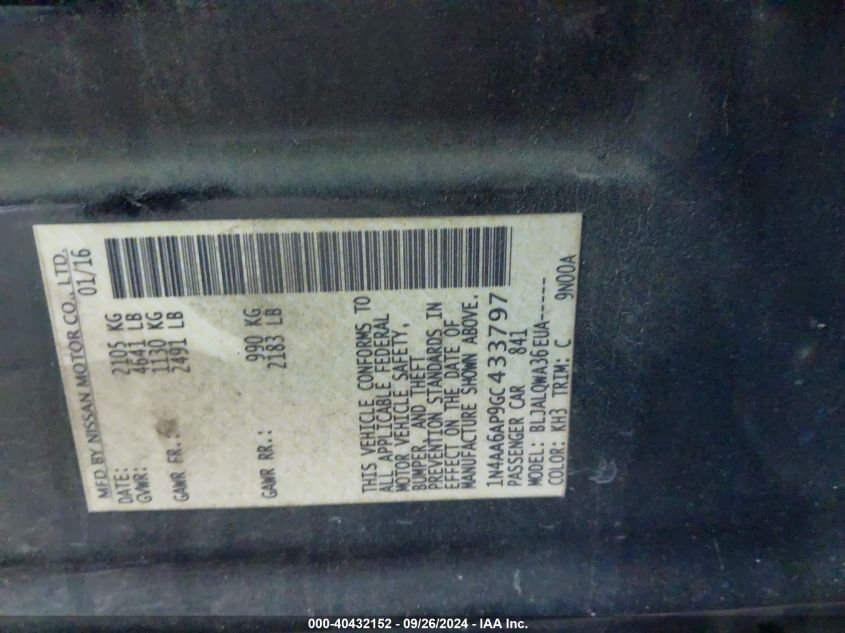 MFD BY NISSAN MOTOR CO., LTD.
DATE: 01/16
GVWR: 2105 KG
4641 LB
GAWR FR.: 1130 KG
2491 LB
GAWR RR.: 990 KG
2183 LB
THIS VEHICLE CONFORMS TO
ALL APPLICABLE FEDERAL
MOTOR VEHICLE SAFETY,
BUMPER, AND THEFT
PREVENTION STANDARDS IN
EFFECT ON THE DATE OF
MANUFACTURE SHOWN ABOVE.
1N4AA6AP9GC433797
PASSENGER CAR 841
MODEL: BLJALQWA36EUA-----
COLOR: KH3 TRIM: C 9N00A
000-40432152 - 09/26/2024 - IAA Inc.